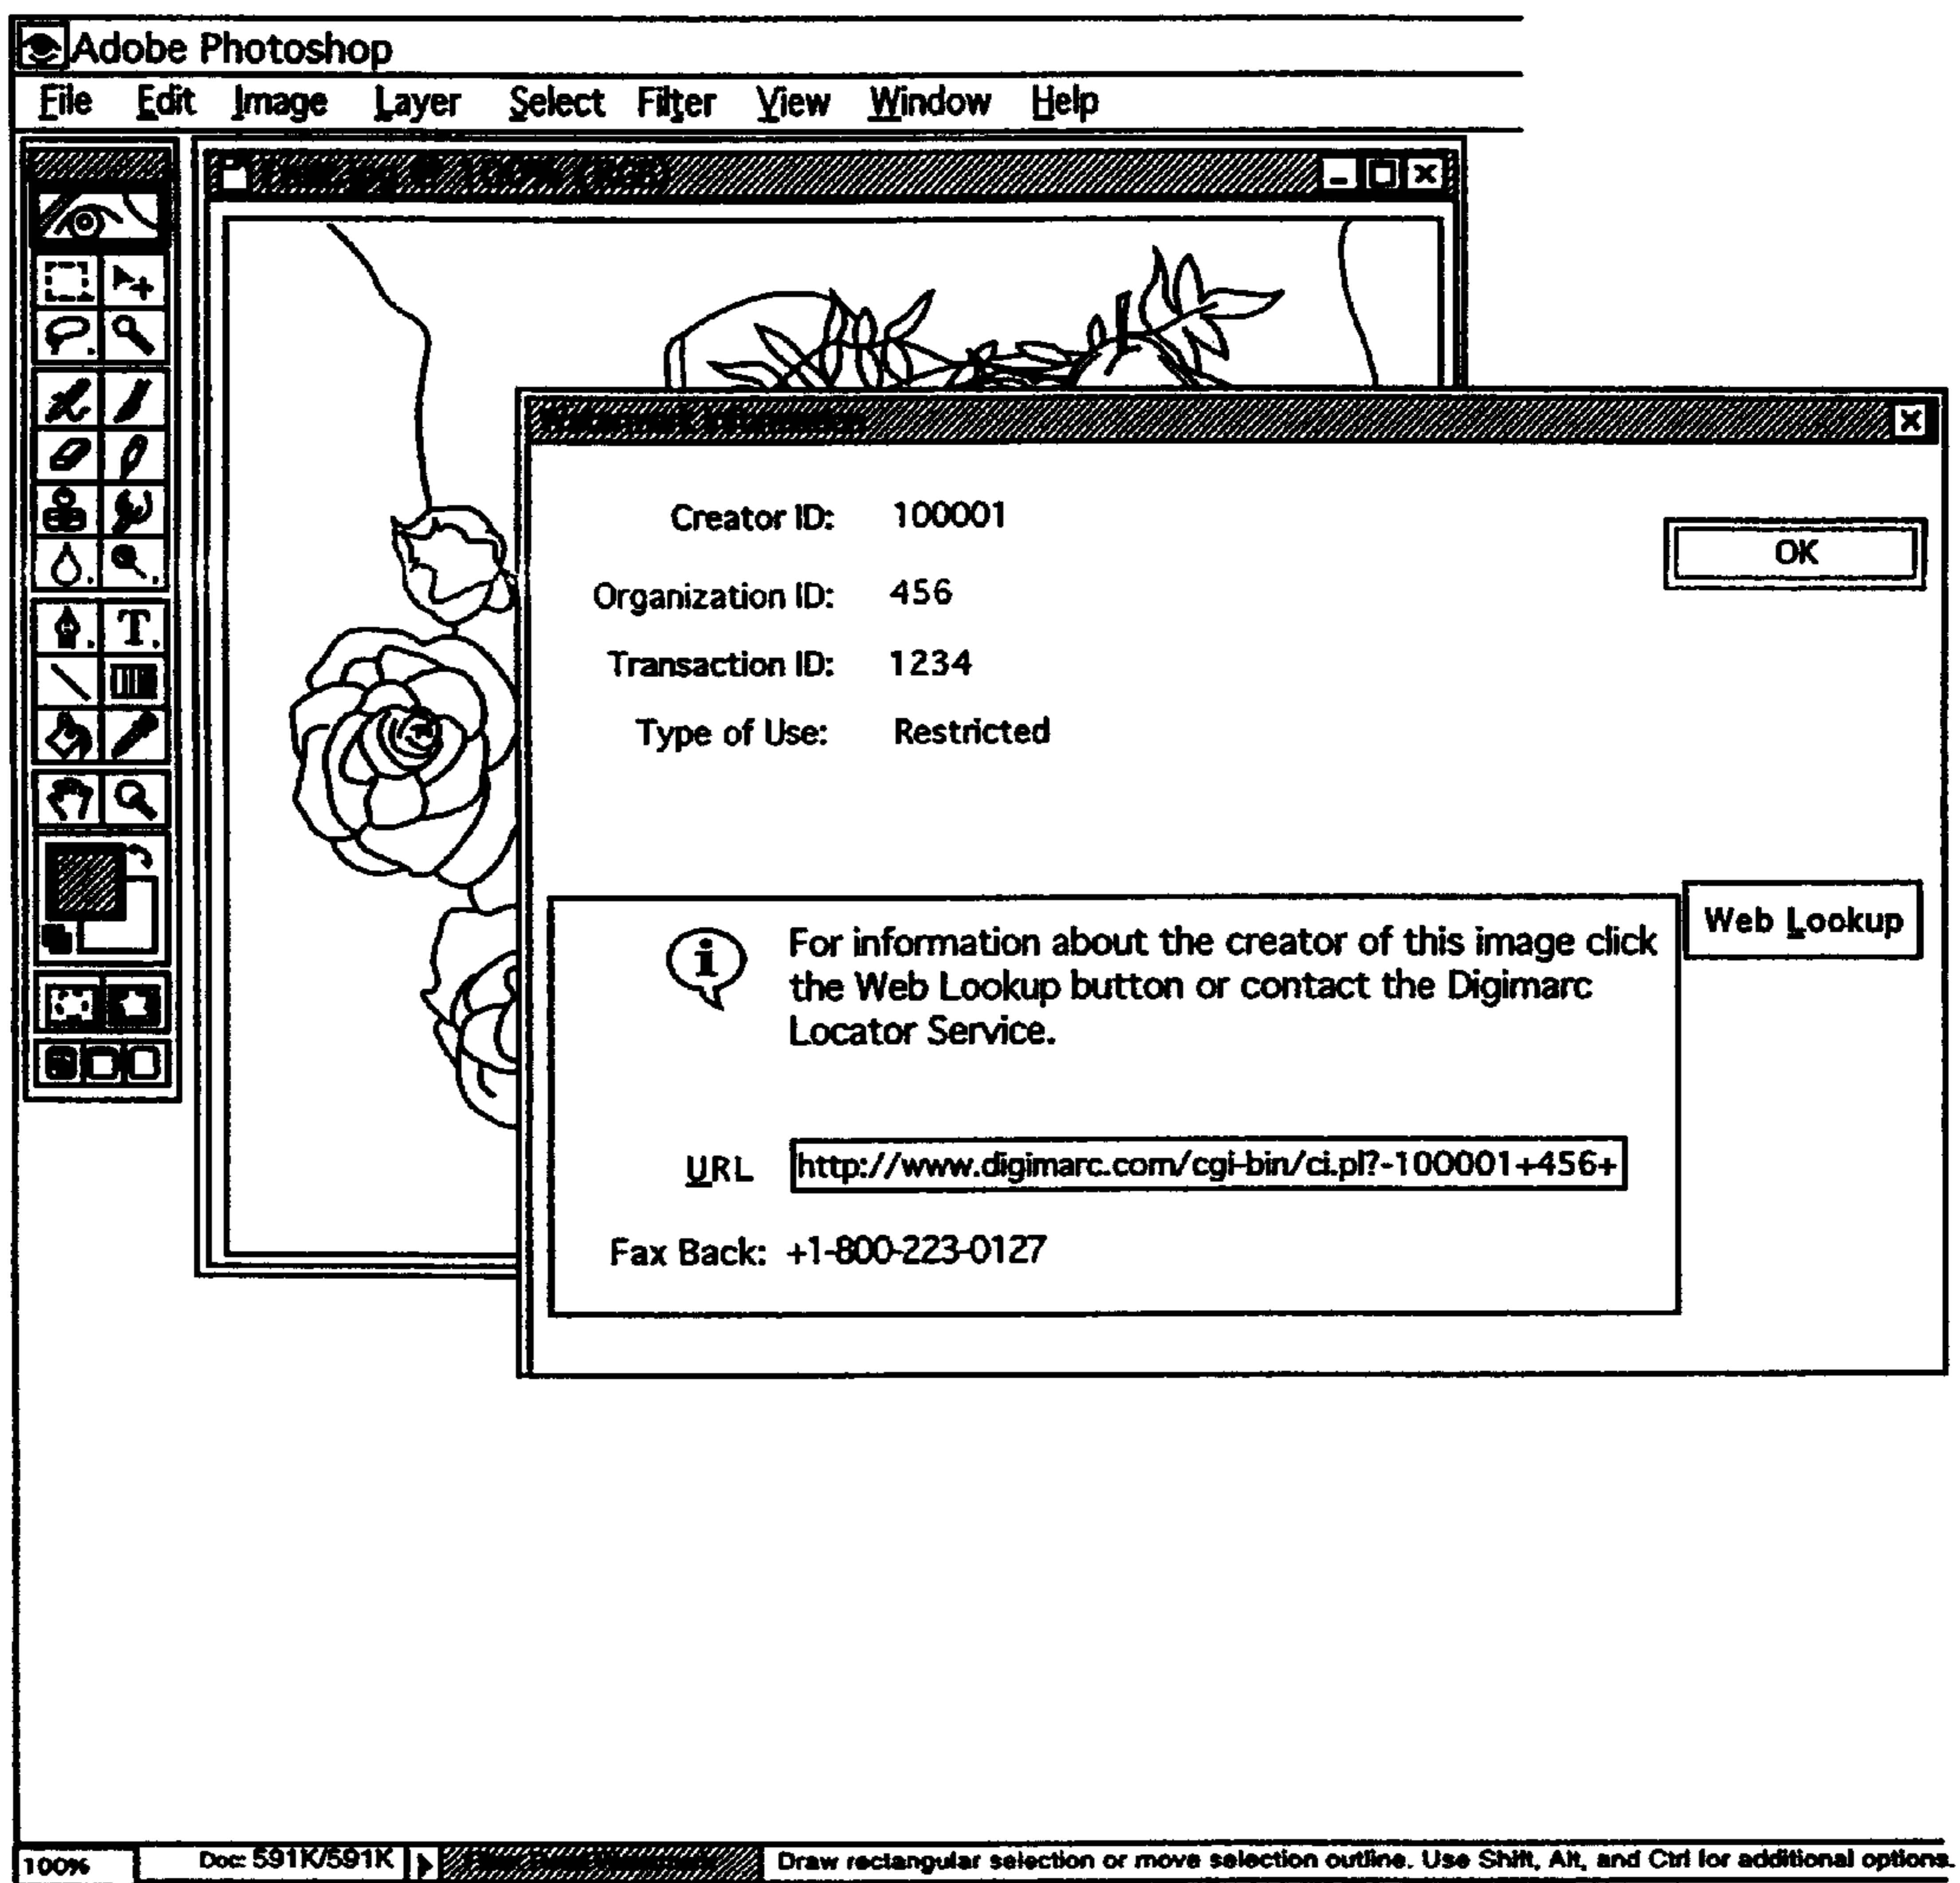 Adobe Photoshop
File Edit Image Layer Select Filter View Window Help
100% (RGB)
T
Creator ID: 100001
OK
Organization ID: 456
Transaction ID: 1234
Type of Use: Restricted
Web Lookup
i For information about the creator of this image click
the Web Lookup button or contact the Digimarc
Locator Service.
URL http://www.digimarc.com/cgi-bin/ci.pl?-100001+456+
Fax Back: +1-800-223-0127
100% Doc: 591K/591K Draw rectangular selection or move selection outline. Use Shift, Alt, and Ctrl for additional options.